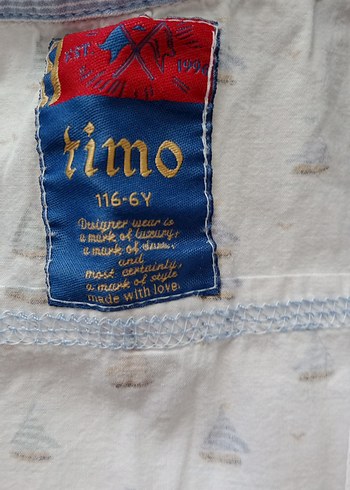 EST.
1996
timo
116-6Y
Designer wear is
a mark of luxury,
a mark of
and
most certainly,
a mark of style
made with love.